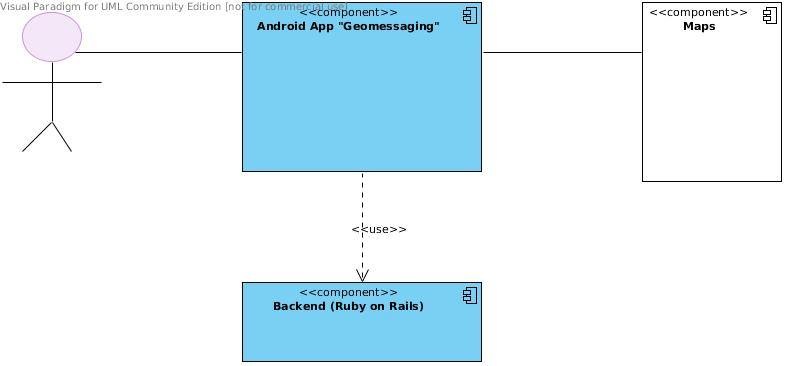 Visual Paradigm for UML Community Edition [not for commercial use]
<<component>>
Android App "Geomessaging"
<<component>>
Maps
<<use>>
<<component>>
Backend (Ruby on Rails)